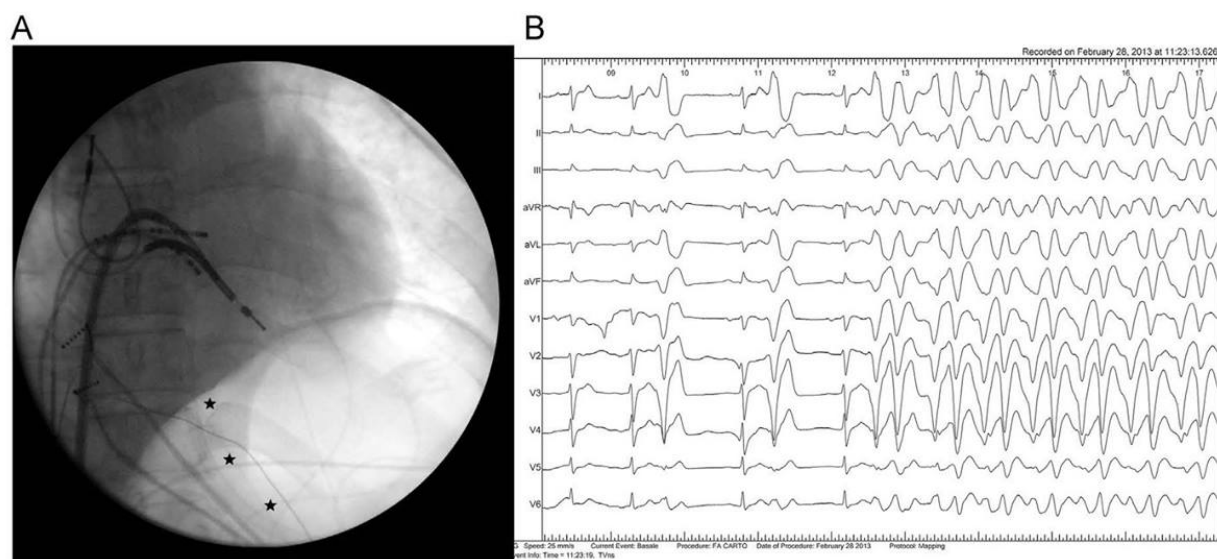 A
B
Recorded on February 28, 2013 at 11:23:13.626
09 10 11 12 13 14 15 16 17
I
II
III
aVR
aVL
aVF
V1
V2
V3
V4
V5
V6
G Speed: 25 mm/s Current Event: Basale Procedure: FA CARTO Date of Procedure: February 28 2013 Protocol: Mapping
vent Info: Time = 11:23:19, TVns